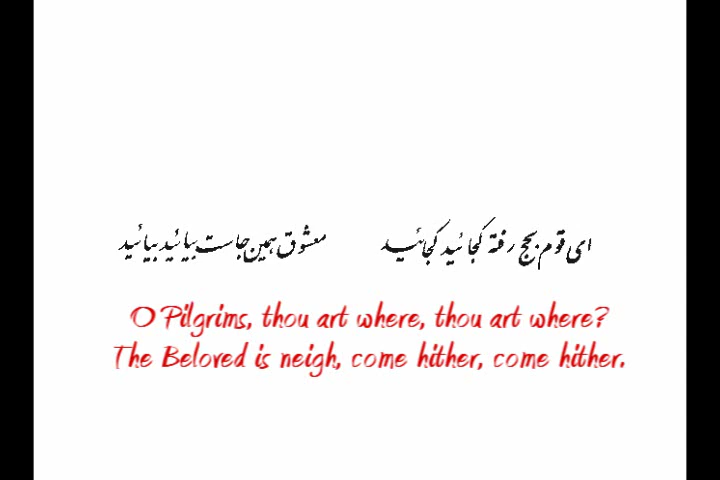 ای قوم بحج رفته کجائید کجائید معشوق همین جاست بیائید بیائید
O Pilgrims, thou art where, thou art where?
The Beloved is neigh, come hither, come hither.